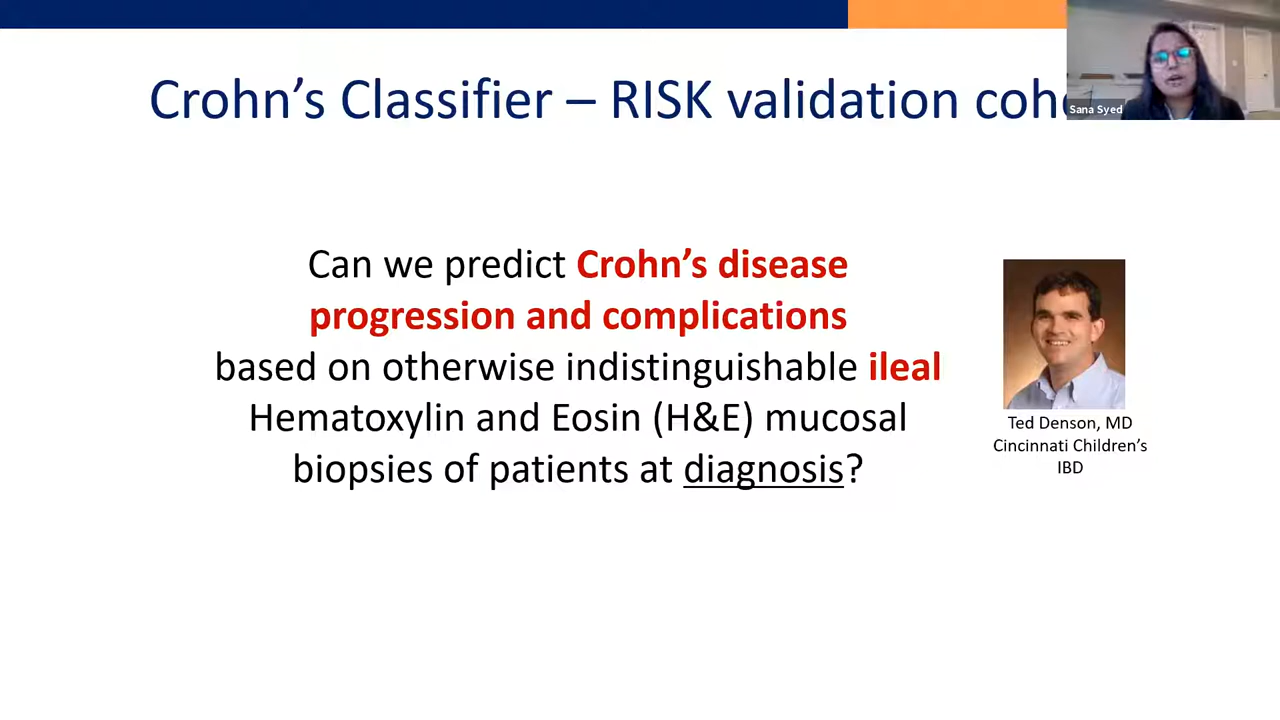 Crohn's Classifier – RISK validation
Sana Syed
Can we predict Crohn's disease
progression and complications
based on otherwise indistinguishable ileal
Hematoxylin and Eosin (H&E) mucosal
biopsies of patients at diagnosis?
Ted Denson, MD
Cincinnati Children's
IBD